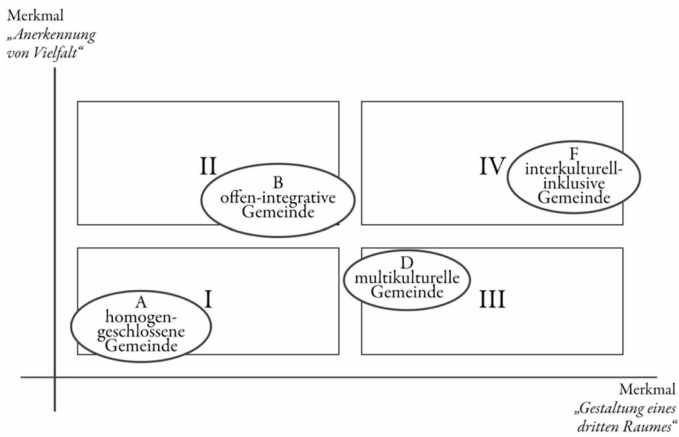 Merkmal
„Anerkennung
von Vielfalt“
II
B
offen-integrative
Gemeinde
IV
F
interkulturell-
inklusive
Gemeinde
A
homogen-
geschlossene
Gemeinde
I
D
multikulturelle
Gemeinde
III
Merkmal
„Gestaltung eines
dritten Raumes“